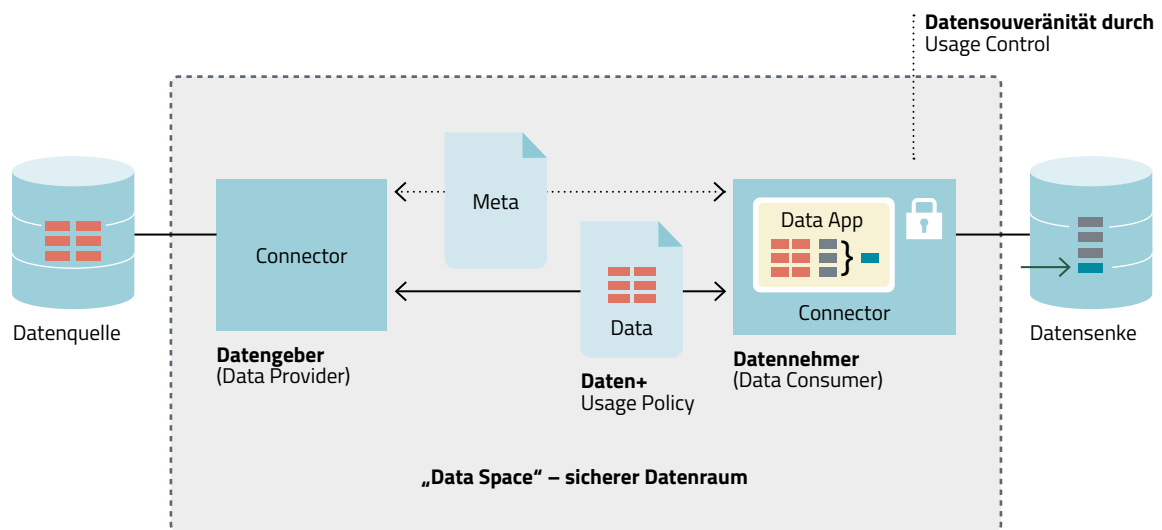 Datensouveränität durch
Usage Control
Meta
Data App
Connector
Connector
Data
Datenquelle
Datensenke
Datengeber
(Data Provider)
Datennehmer
(Data Consumer)
Daten+
Usage Policy
„Data Space“ – sicherer Datenraum